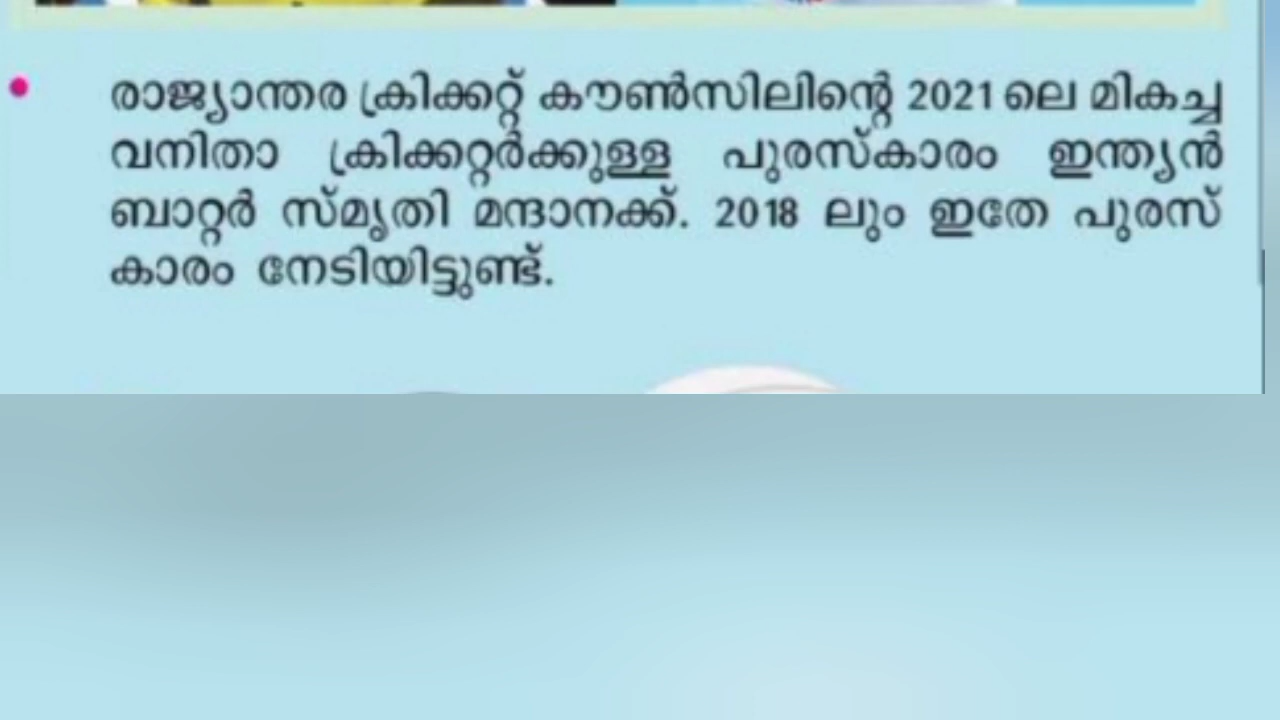 രാജ്യാന്തര ക്രിക്കറ്റ് കൗൺസിലിന്റെ 2021 ലെ മികച്ച
വനിതാ ക്രിക്കറ്റർക്കുള്ള പുരസ്കാരം ഇന്ത്യൻ
ബാറ്റർ സ്മൃതി മന്ദാനക്ക്. 2018 ലും ഇതേ പുരസ്
കാരം നേടിയിട്ടുണ്ട്.